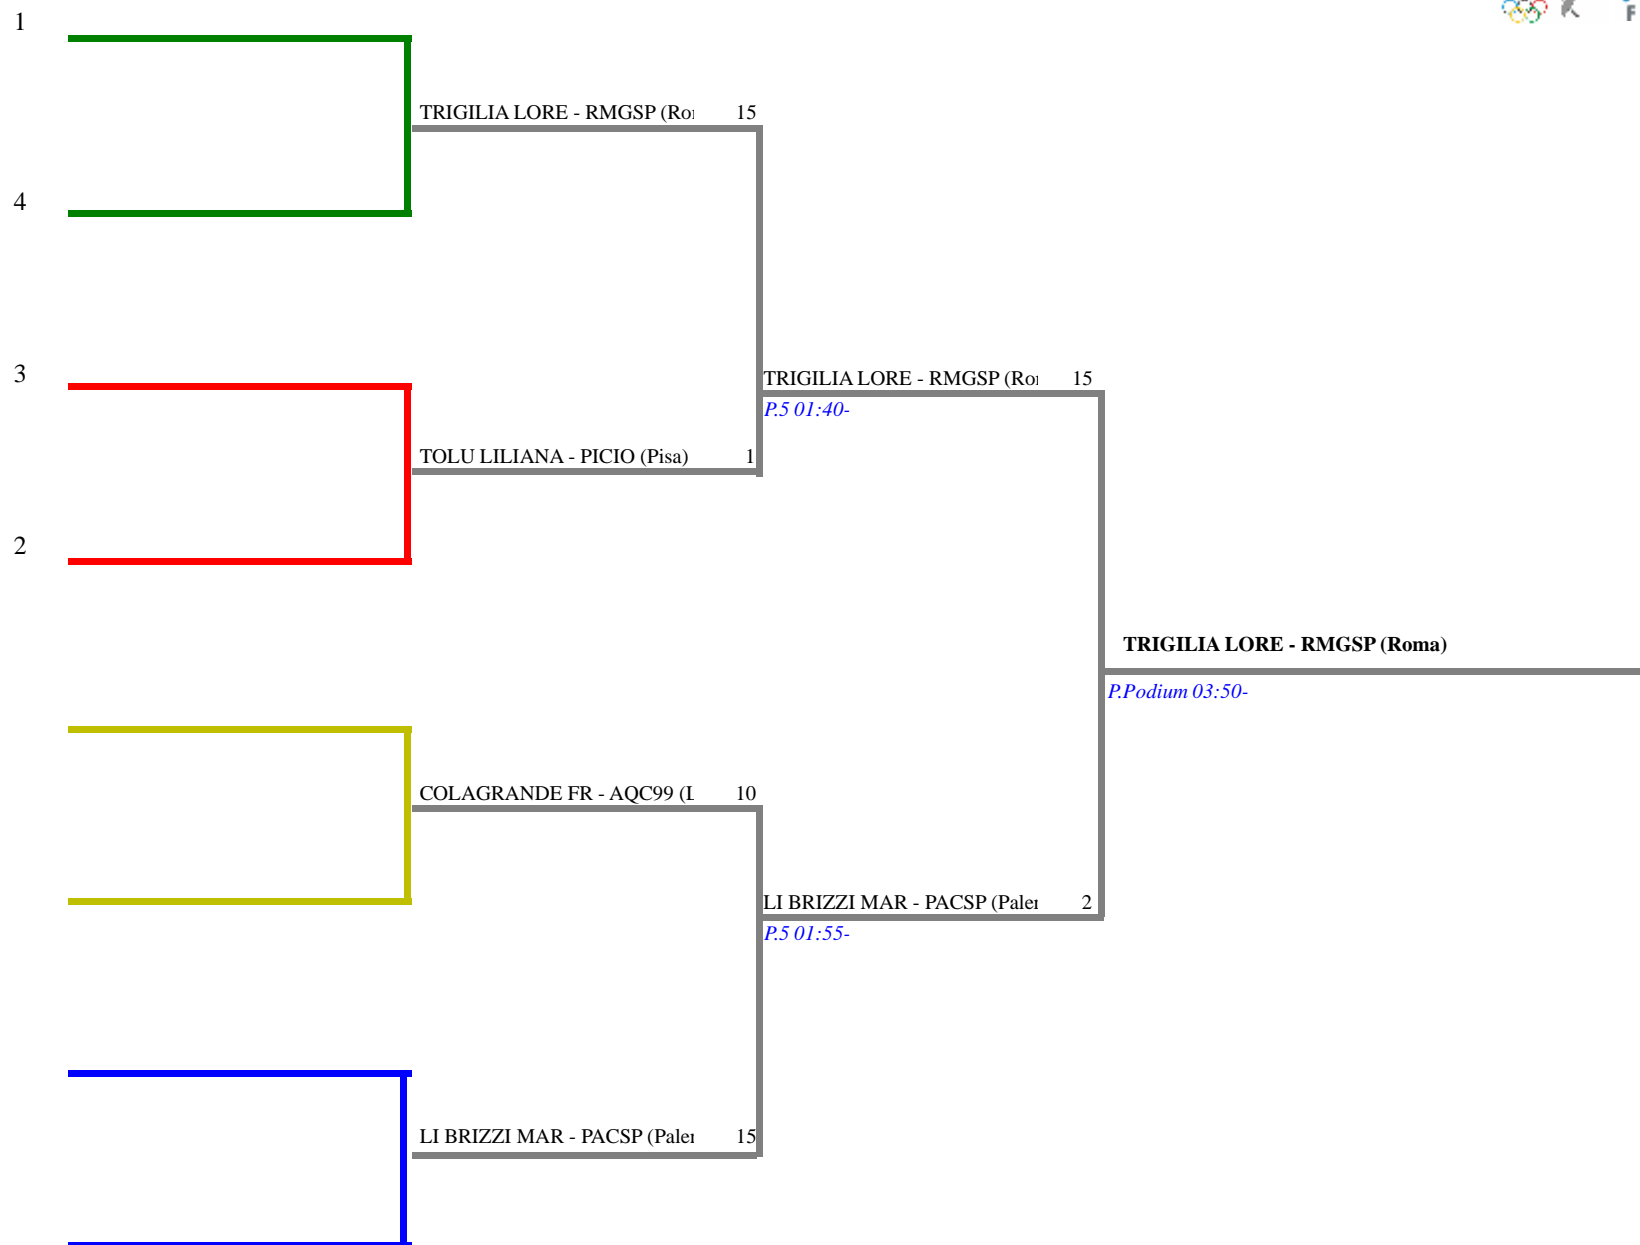 1
TRIGILIA LORE - RMGSP (Ro 15
4
3
TRIGILIA LORE - RMGSP (Ro 15
P.5 01:40-
TOLU LILIANA - PICIO (Pisa) 1
2
TRIGILIA LORE - RMGSP (Roma)
P.Podium 03:50-
COLAGRANDE FR - AQC99 (L 10
LI BRIZZI MAR - PACSP (Paler 2
P.5 01:55-
LI BRIZZI MAR - PACSP (Paler 15